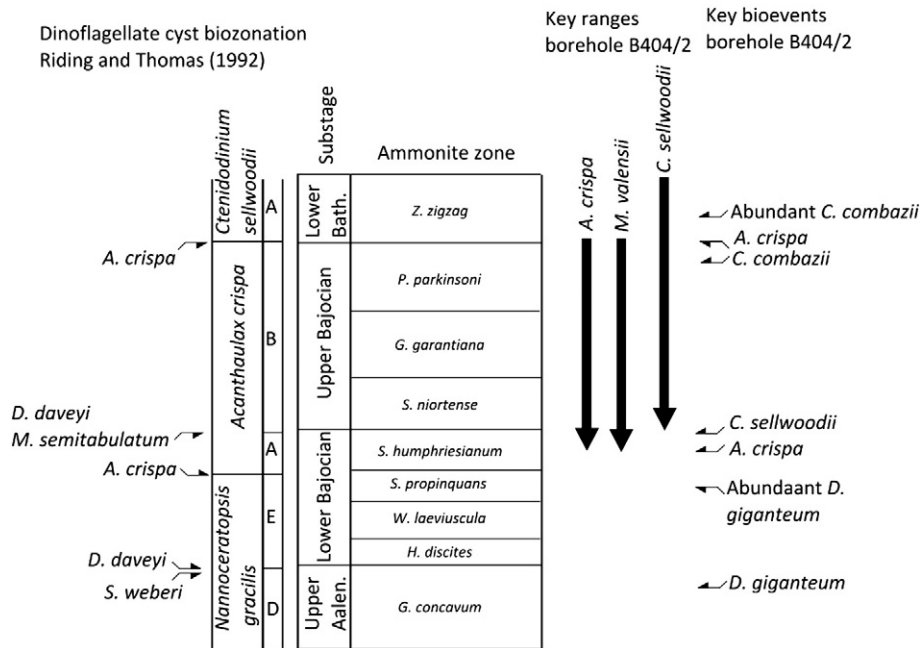 Dinoflagellate cyst biozonation
Riding and Thomas (1992)
Key ranges
borehole B404/2
Key bioevents
borehole B404/2
Substage
Ammonite zone
A. crispa
M. valensii
C. sellwoodii
Ctenidodinium
sellwoodii
A
Lower
Bath.
Z. zigzag
Abundant C. combazii
A. crispa
A. crispa
C. combazii
Acanthaulax crispa
B
Upper Bajocian
P. parkinsoni
G. garantiana
S. niortense
D. daveyi
M. semitabulatum
C. sellwoodii
A
Lower Bajocian
S. humphriesianum
A. crispa
A. crispa
Nannoceratopsis
gracilis
E
S. propinquans
Abundaant D.
giganteum
W. laeviuscula
H. discites
D. daveyi
S. weberi
D
Upper
Aalen.
G. concavum
D. giganteum